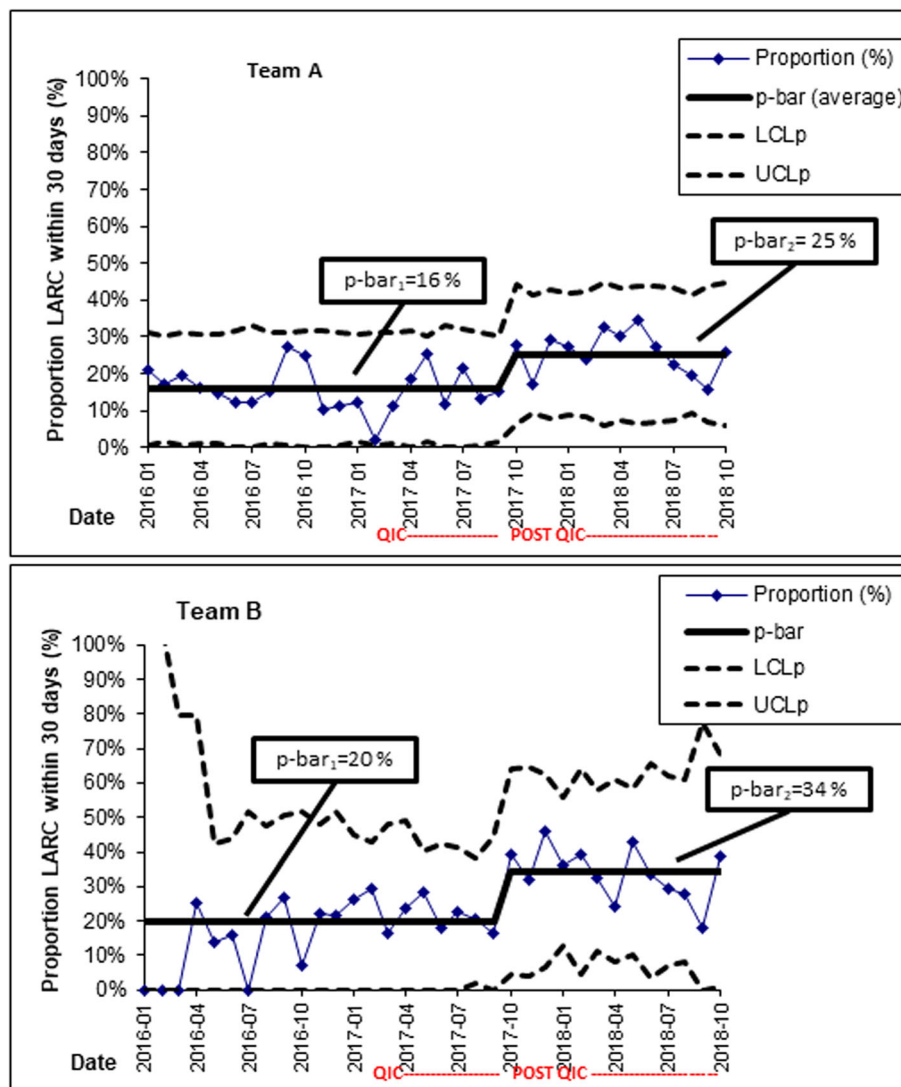 Team A
Proportion LARC within 30 days (%)
100%
90%
80%
70%
60%
50%
40%
30%
20%
10%
0%
Proportion (%)
p-bar (average)
LCLp
UCLp
p-bar₁=16 %
p-bar₂= 25 %
Date
2016 01
2016 04
2016 07
2016 10
2017 01
2017 04
2017 07
2017 10
2018 01
2018 04
2018 07
2018 10
QIC--------------- POST QIC--------------------
Team B
Proportion LARC within 30 days (%)
100%
90%
80%
70%
60%
50%
40%
30%
20%
10%
0%
Proportion (%)
p-bar
LCLp
UCLp
p-bar₁=20 %
p-bar₂=34 %
Date
2016-01
2016-04
2016-07
2016-10
2017-01
2017-04
2017-07
2017-10
2018-01
2018-04
2018-07
2018-10
QIC--------------- POST QIC--------------------